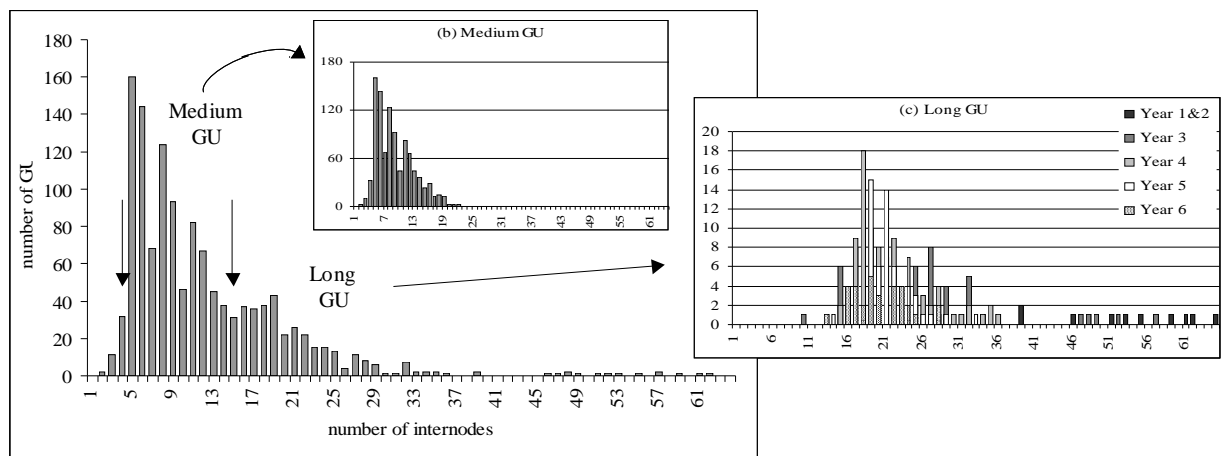 180
160
140
120
100
80
60
40
20
0
number of GU
1 5 9 13 17 21 25 29 33 37 41 45 49 53 57 61
number of internodes
Medium
GU
Long
GU
(b) Medium GU
180
120
60
0
1 7 13 19 25 31 37 43 49 55 61
(c) Long GU
20
18
16
14
12
10
8
6
4
2
0
1 6 11 16 21 26 31 36 41 46 51 56 61
Year 1&2
Year 3
Year 4
Year 5
Year 6